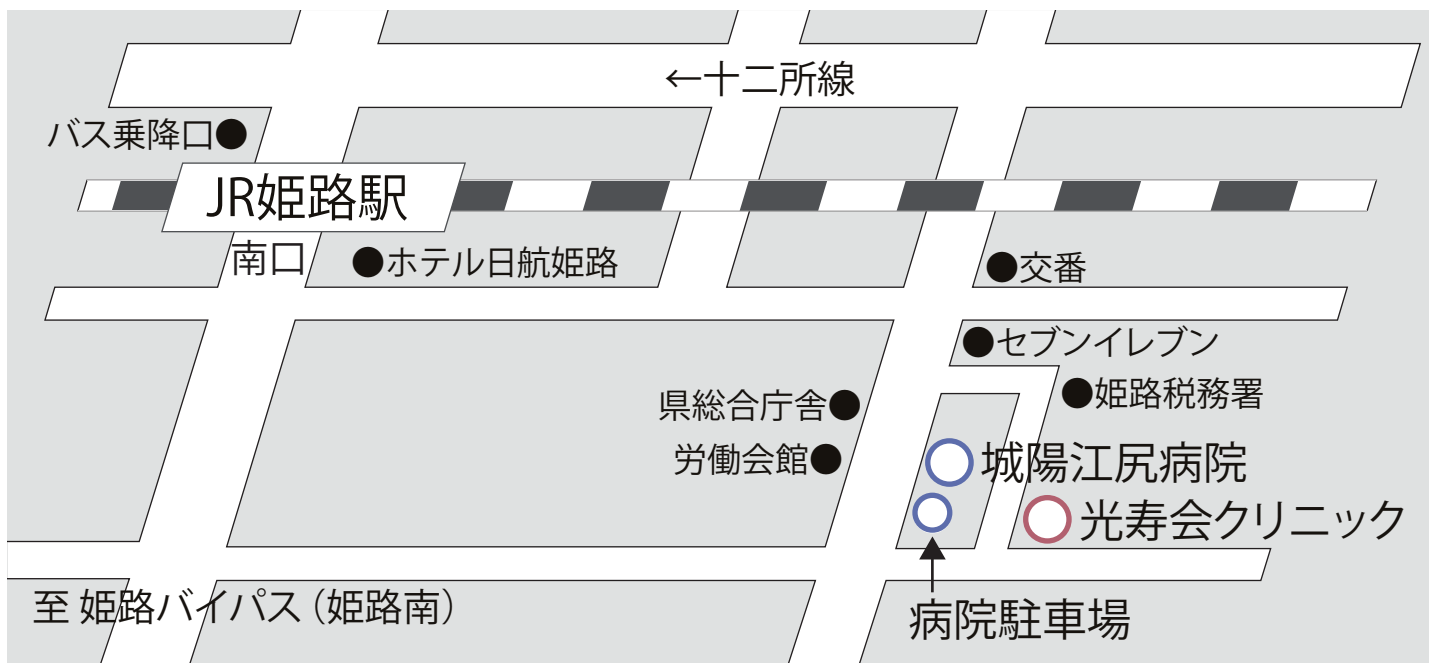 ←十二所線
バス乗降口●
JR姫路駅
南口
●ホテル日航姫路
●交番
●セブンイレブン
●姫路税務署
県総合庁舎●
労働会館●
城陽江尻病院
光寿会クリニック
至 姫路バイパス（姫路南）
病院駐車場